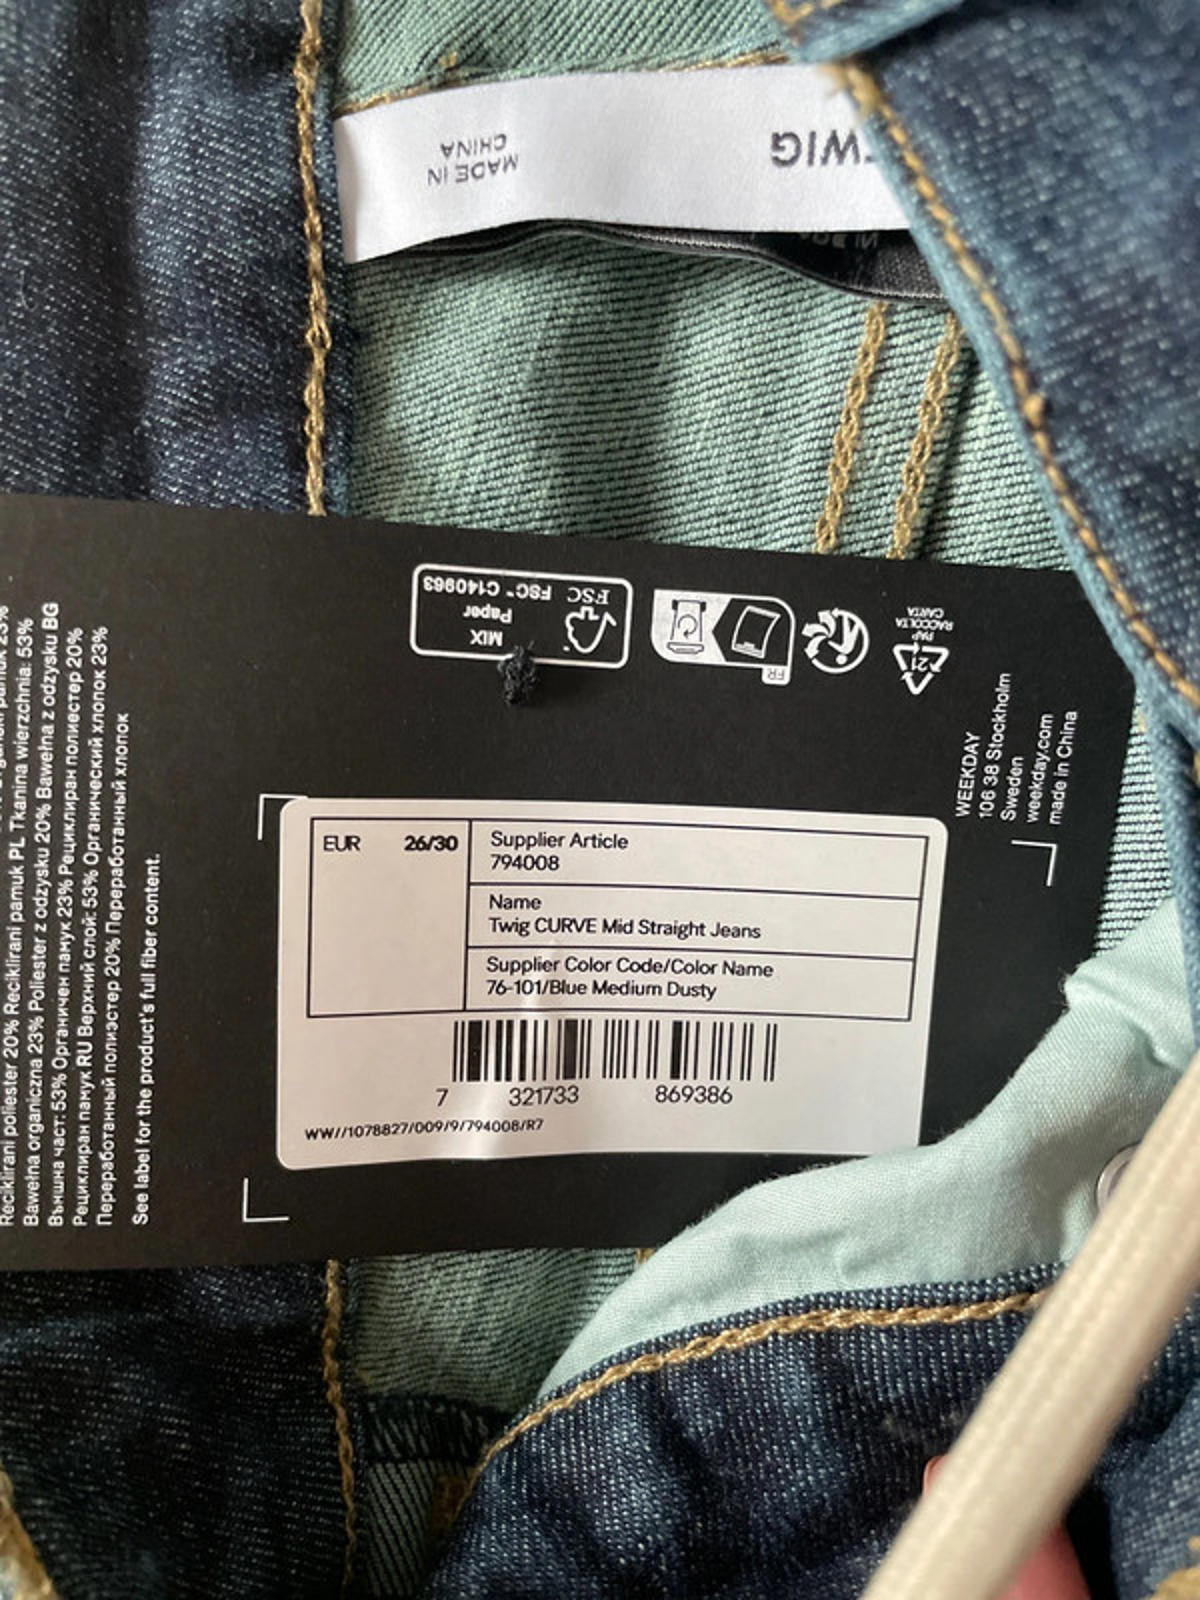 MADE IN
CHINA
TWIG
FSC
FSC™ C140963
MIX
Paper
FR
21
PAP
RACCOLTA
CARTA
WEEKDAY
106 38 Stockholm
Sweden
weekday.com
made in China
EUR 26/30
Supplier Article
794008
Name
Twig CURVE Mid Straight Jeans
Supplier Color Code/Color Name
76-101/Blue Medium Dusty
7 321733 869386
WW//1078827/009/9/794008/R7
Reciklirani poliester 20% Reciklirani pamuk PL Tkanina wierzchnia: 53%
Bawełna organiczna 23% Poliester z odzysku 20% Bawełna z odzysku BG
Външна част: 53% Органичен памук 23% Рециклиран полиестер 20%
Рециклиран памук RU Верхний слой: 53% Органический хлопок 23%
Переработанный полиэстер 20% Переработанный хлопок
See label for the product's full fiber content.